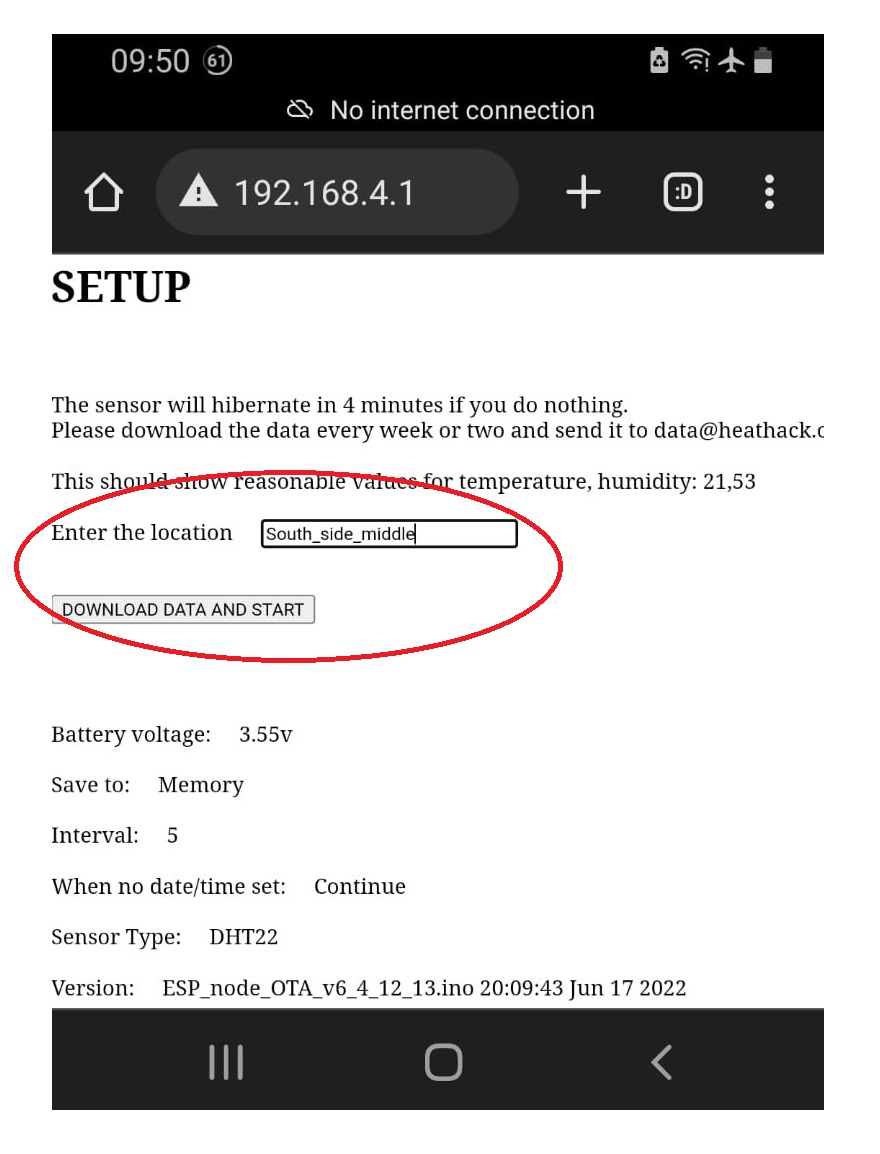 09:50 61
No internet connection
192.168.4.1 :D
SETUP
The sensor will hibernate in 4 minutes if you do nothing.
Please download the data every week or two and send it to data@heathack.o
This should show reasonable values for temperature, humidity: 21,53
Enter the location South_side_middle
DOWNLOAD DATA AND START
Battery voltage: 3.55v
Save to: Memory
Interval: 5
When no date/time set: Continue
Sensor Type: DHT22
Version: ESP_node_OTA_v6_4_12_13.ino 20:09:43 Jun 17 2022